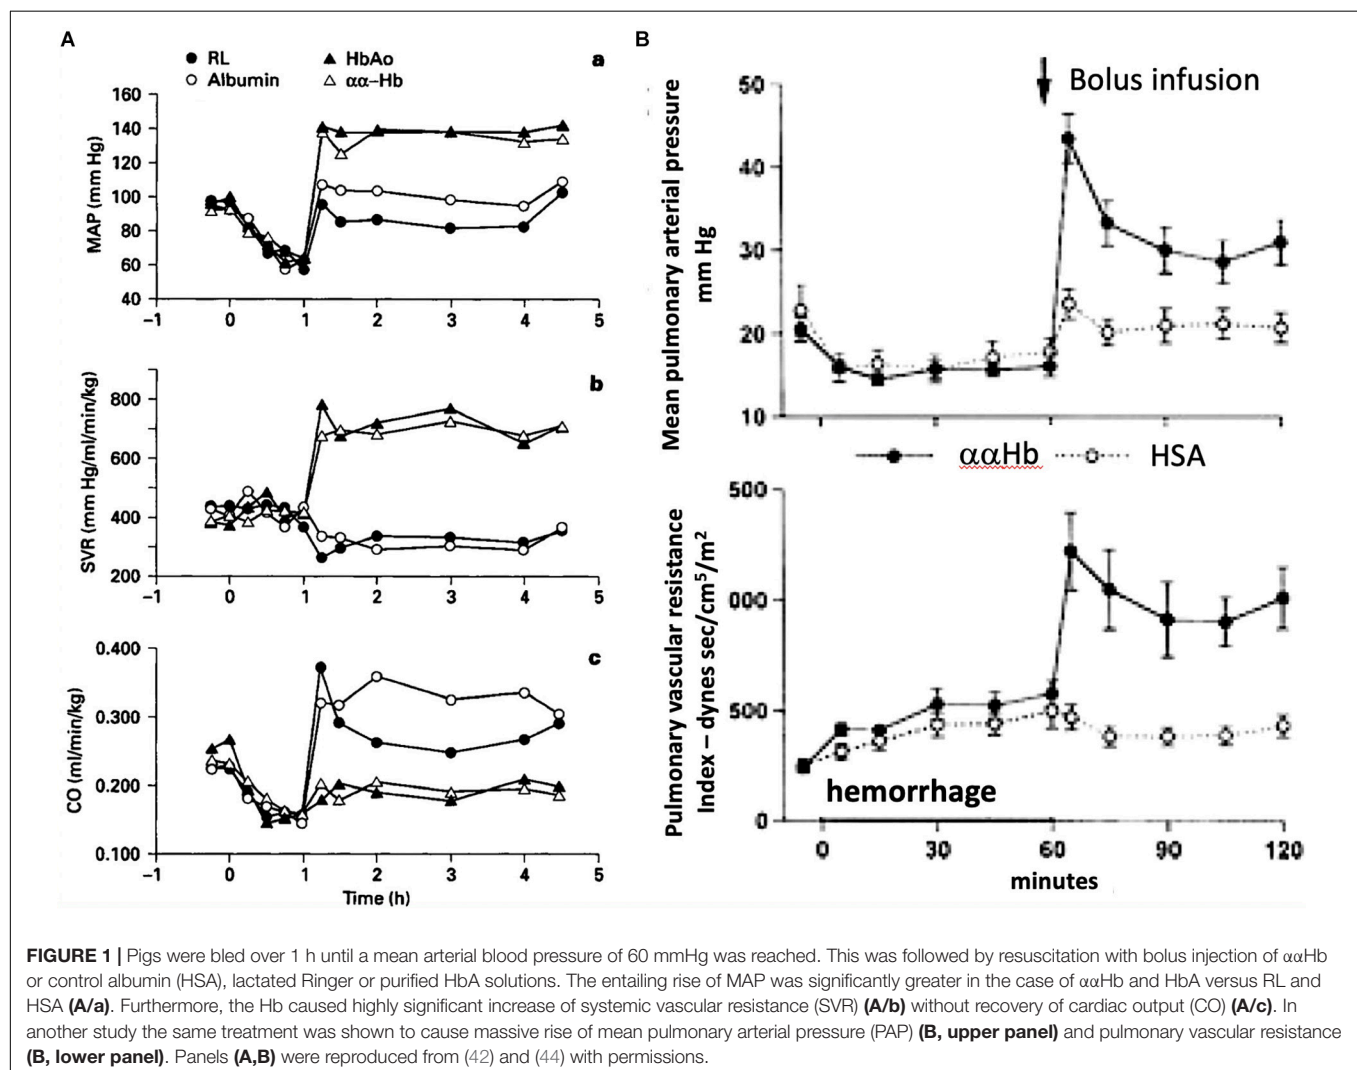 A
● RL ▲ HbAo
○ Albumin △ αα–Hb
a
MAP (mm Hg)
160
140
120
100
80
60
40
–1 0 1 2 3 4 5
b
SVR (mm Hg/ml/min/kg)
800
600
400
200
–1 0 1 2 3 4 5
c
CO (ml/min/kg)
0.400
0.300
0.200
0.100
–1 0 1 2 3 4 5
Time (h)
B
Bolus infusion
Mean pulmonary arterial pressure
mm Hg
50
40
30
20
10
ααHb HSA
Pulmonary vascular resistance
Index – dynes sec/cm⁵/m²
500
000
500
0
hemorrhage
0 30 60 90 120
minutes
FIGURE 1 | Pigs were bled over 1 h until a mean arterial blood pressure of 60 mmHg was reached. This was followed by resuscitation with bolus injection of ααHb
or control albumin (HSA), lactated Ringer or purified HbA solutions. The entailing rise of MAP was significantly greater in the case of ααHb and HbA versus RL and
HSA (A/a). Furthermore, the Hb caused highly significant increase of systemic vascular resistance (SVR) (A/b) without recovery of cardiac output (CO) (A/c). In
another study the same treatment was shown to cause massive rise of mean pulmonary arterial pressure (PAP) (B, upper panel) and pulmonary vascular resistance
(B, lower panel). Panels (A,B) were reproduced from (42) and (44) with permissions.